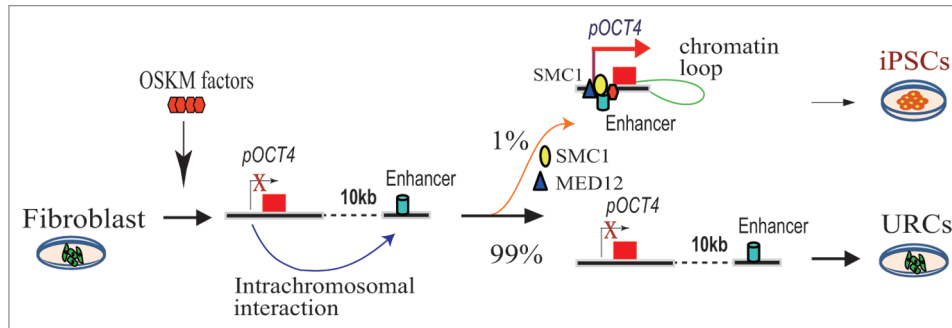 OSKM factors
Fibroblast
pOCT4
X
10kb
Enhancer
Intrachromosomal
interaction
1%
SMC1
MED12
99%
pOCT4
SMC1
chromatin
loop
Enhancer
iPSCs
pOCT4
X
10kb
Enhancer
URCs